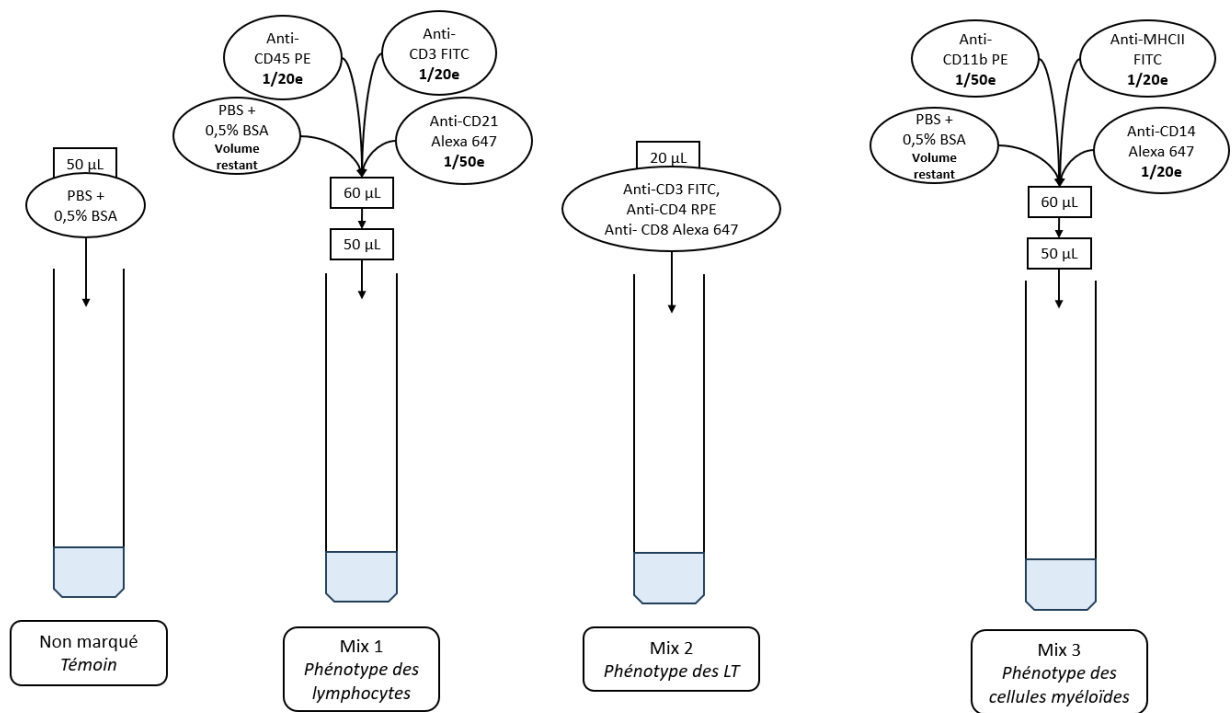 50 µL
PBS +
0,5% BSA
Non marqué
Témoin
Anti-
CD45 PE
1/20e
Anti-
CD3 FITC
1/20e
PBS +
0,5% BSA
Volume
restant
Anti-CD21
Alexa 647
1/50e
60 µL
50 µL
Mix 1
Phénotype des
lymphocytes
20 µL
Anti-CD3 FITC,
Anti-CD4 RPE
Anti- CD8 Alexa 647
Mix 2
Phénotype des LT
Anti-
CD11b PE
1/50e
Anti-MHCII
FITC
1/20e
PBS +
0,5% BSA
Volume
restant
Anti-CD14
Alexa 647
1/20e
60 µL
50 µL
Mix 3
Phénotype des
cellules myéloïdes